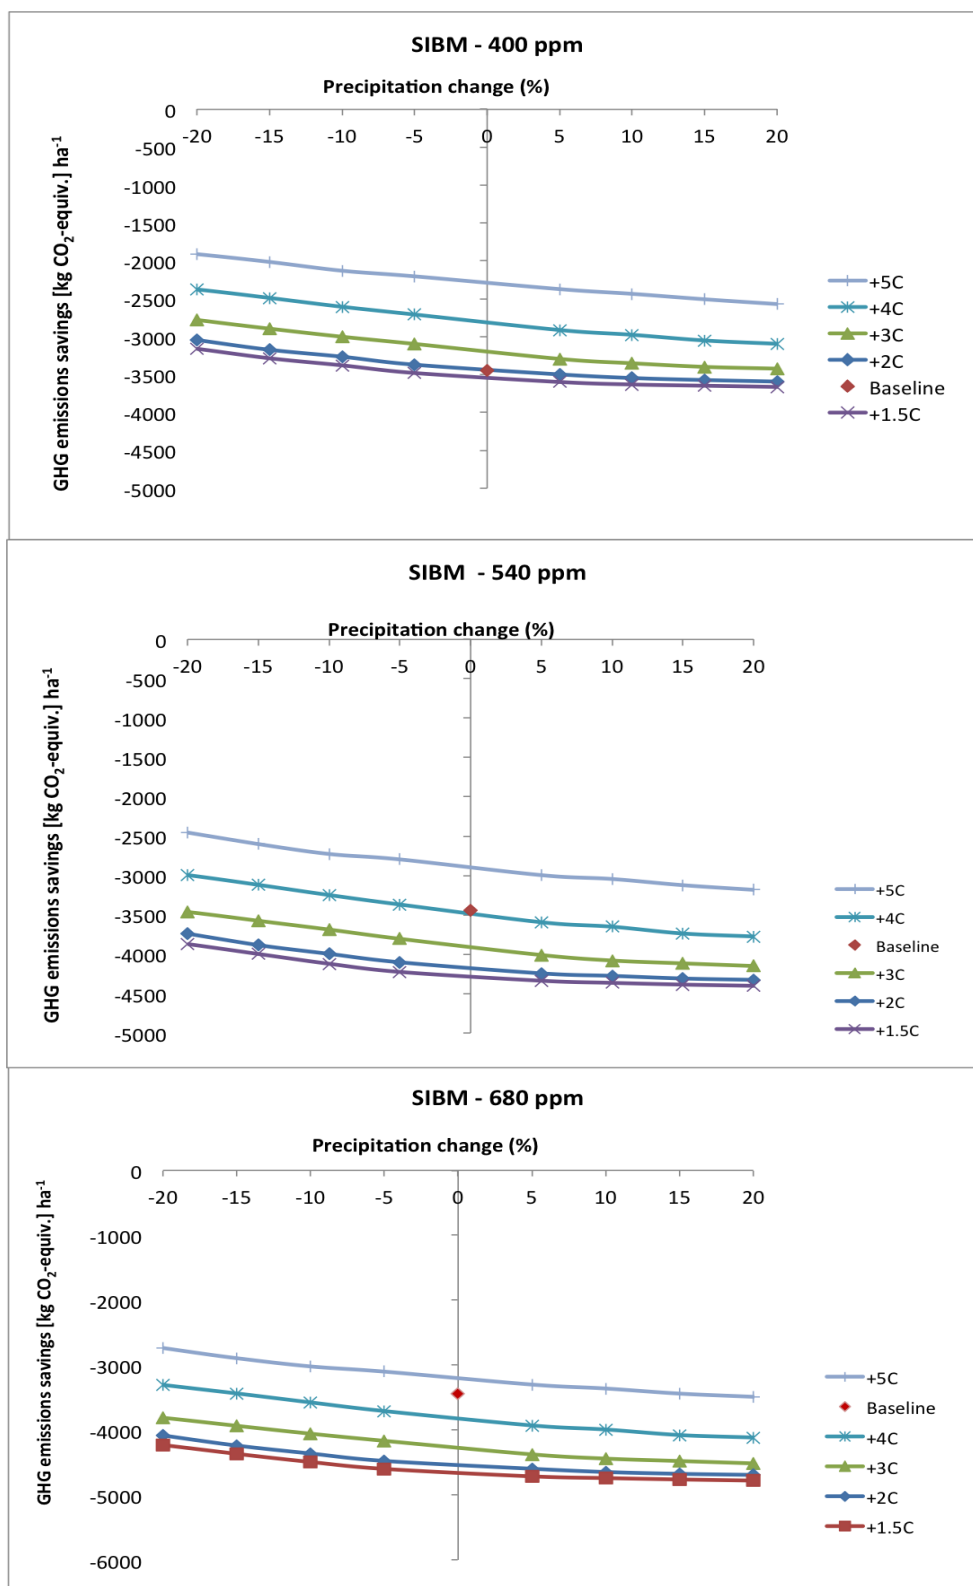 SIBM - 400 ppm
Precipitation change (%)
0
-20 -15 -10 -5 0 5 10 15 20
-500
-1000
-1500
-2000
-2500
-3000
-3500
-4000
-4500
-5000
GHG emissions savings [kg CO₂-equiv.] ha⁻¹
+5C
+4C
+3C
+2C
Baseline
+1.5C
SIBM - 540 ppm
Precipitation change (%)
0
-20 -15 -10 -5 0 5 10 15 20
-500
-1000
-1500
-2000
-2500
-3000
-3500
-4000
-4500
-5000
GHG emissions savings [kg CO₂-equiv.] ha⁻¹
+5C
+4C
Baseline
+3C
+2C
+1.5C
SIBM - 680 ppm
Precipitation change (%)
0
-20 -15 -10 -5 0 5 10 15 20
-1000
-2000
-3000
-4000
-5000
-6000
GHG emissions savings [kg CO₂-equiv.] ha⁻¹
+5C
Baseline
+4C
+3C
+2C
+1.5C